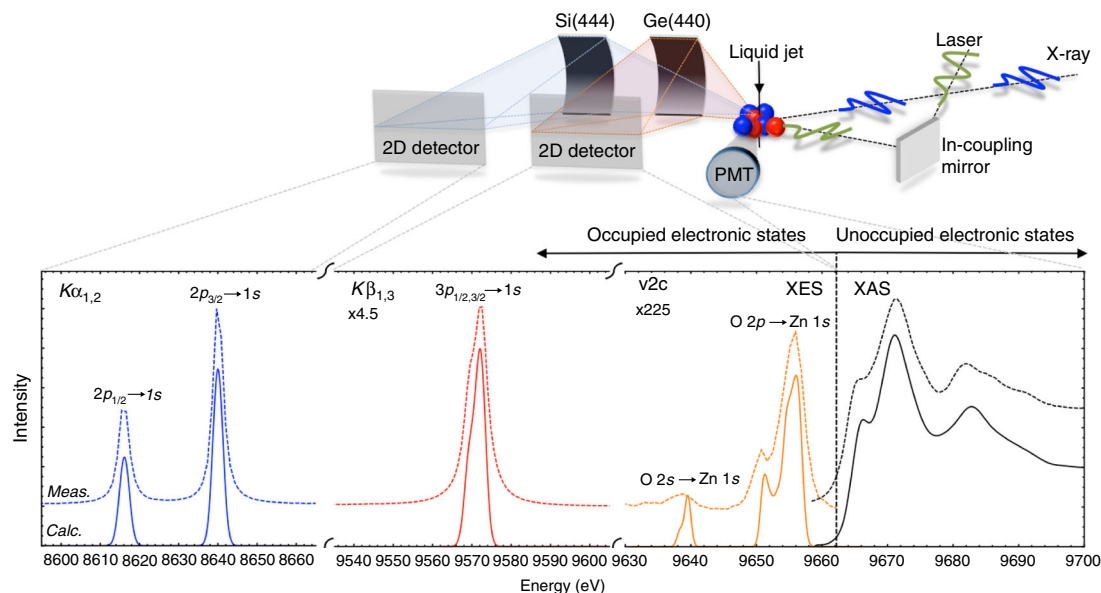 Si(444)
Ge(440)
Liquid jet
Laser
X-ray
2D detector
2D detector
PMT
In-coupling
mirror
Occupied electronic states
Unoccupied electronic states
Kα1,2
2p3/2→1s
Kβ1,3
x4.5
3p1/2,3/2→1s
v2c
x225
XES
XAS
O 2p→Zn 1s
2p1/2→1s
O 2s→Zn 1s
Intensity
Meas.
Calc.
8600 8610 8620 8630 8640 8650 8660
9540 9550 9560 9570 9580 9590 9600
9630 9640 9650 9660 9670 9680 9690 9700
Energy (eV)